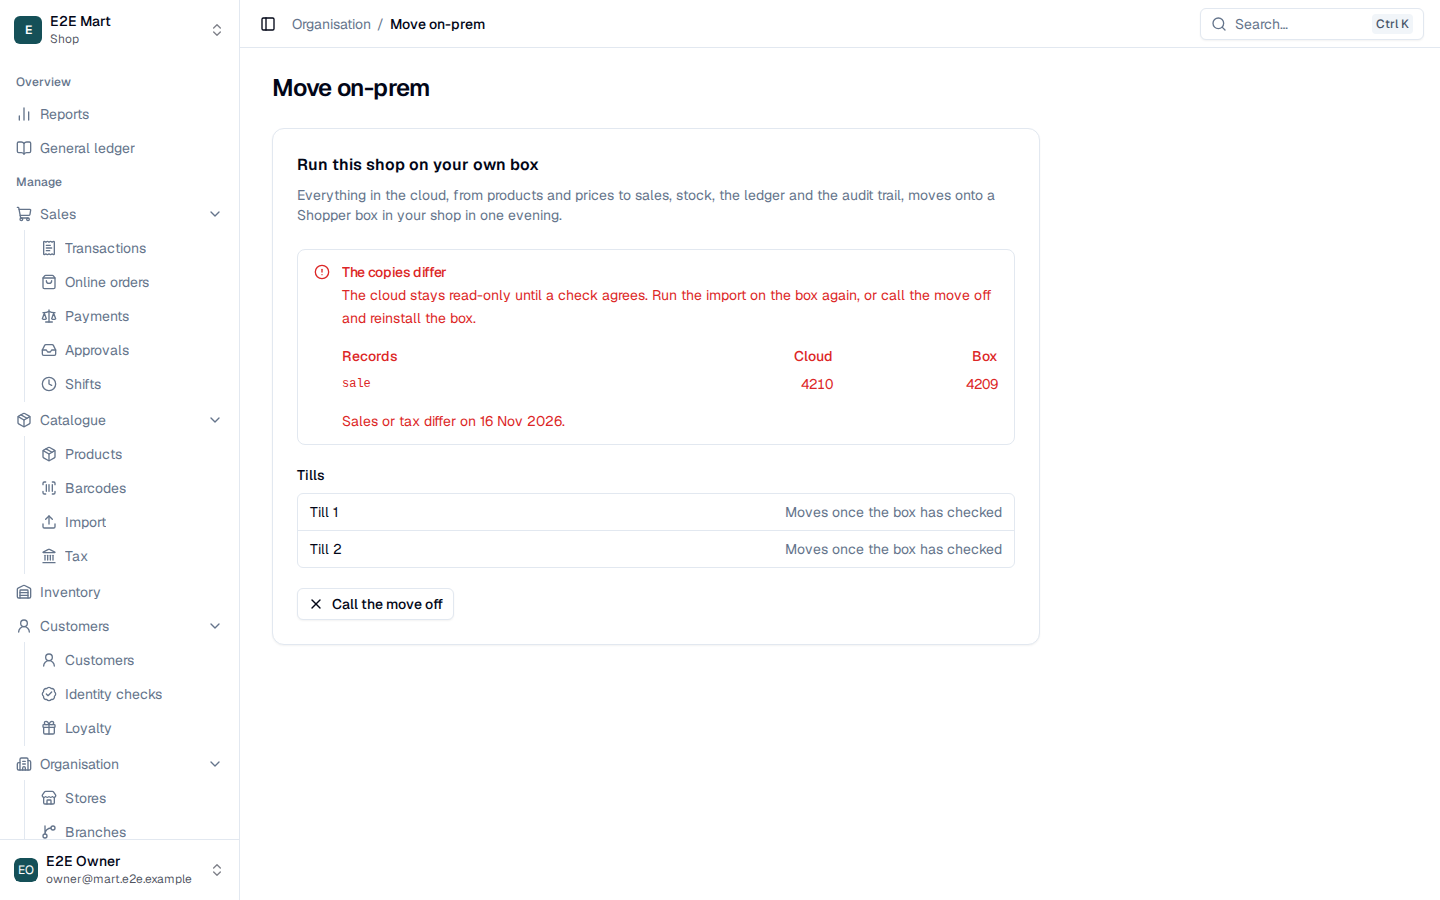 E
E2E Mart
Shop
Organisation / Move on-prem
Search...
Ctrl K
Overview
Reports
General ledger
Manage
Sales
Transactions
Online orders
Payments
Approvals
Shifts
Catalogue
Products
Barcodes
Import
Tax
Inventory
Customers
Customers
Identity checks
Loyalty
Organisation
Stores
Branches
EO
E2E Owner
owner@mart.e2e.example
Move on-prem
Run this shop on your own box
Everything in the cloud, from products and prices to sales, stock, the ledger and the audit trail, moves onto a
Shopper box in your shop in one evening.
The copies differ
The cloud stays read-only until a check agrees. Run the import on the box again, or call the move off
and reinstall the box.
Records Cloud Box
sale 4210 4209
Sales or tax differ on 16 Nov 2026.
Tills
Till 1 Moves once the box has checked
Till 2 Moves once the box has checked
Call the move off